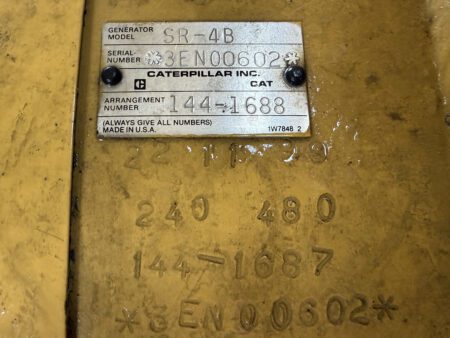 GENERATOR MODEL SR-4B
SERIAL-NUMBER *3EN00602*
CATERPILLAR INC.
C CAT
ARRANGEMENT NUMBER 144-1688
(ALWAYS GIVE ALL NUMBERS)
MADE IN U.S.A. 1W7848 2
240 480
144-1687
*3EN00602*